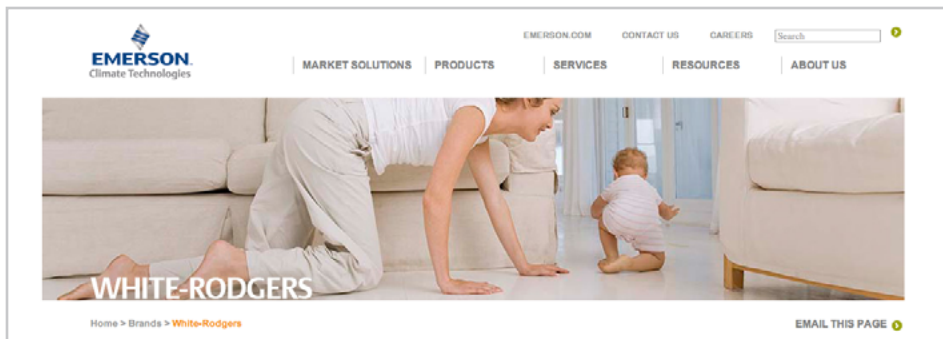 EMERSON.COM CONTACT US CAREERS Search
EMERSON.
Climate Technologies
MARKET SOLUTIONS PRODUCTS SERVICES RESOURCES ABOUT US
WHITE-RODGERS
Home > Brands > White-Rodgers EMAIL THIS PAGE